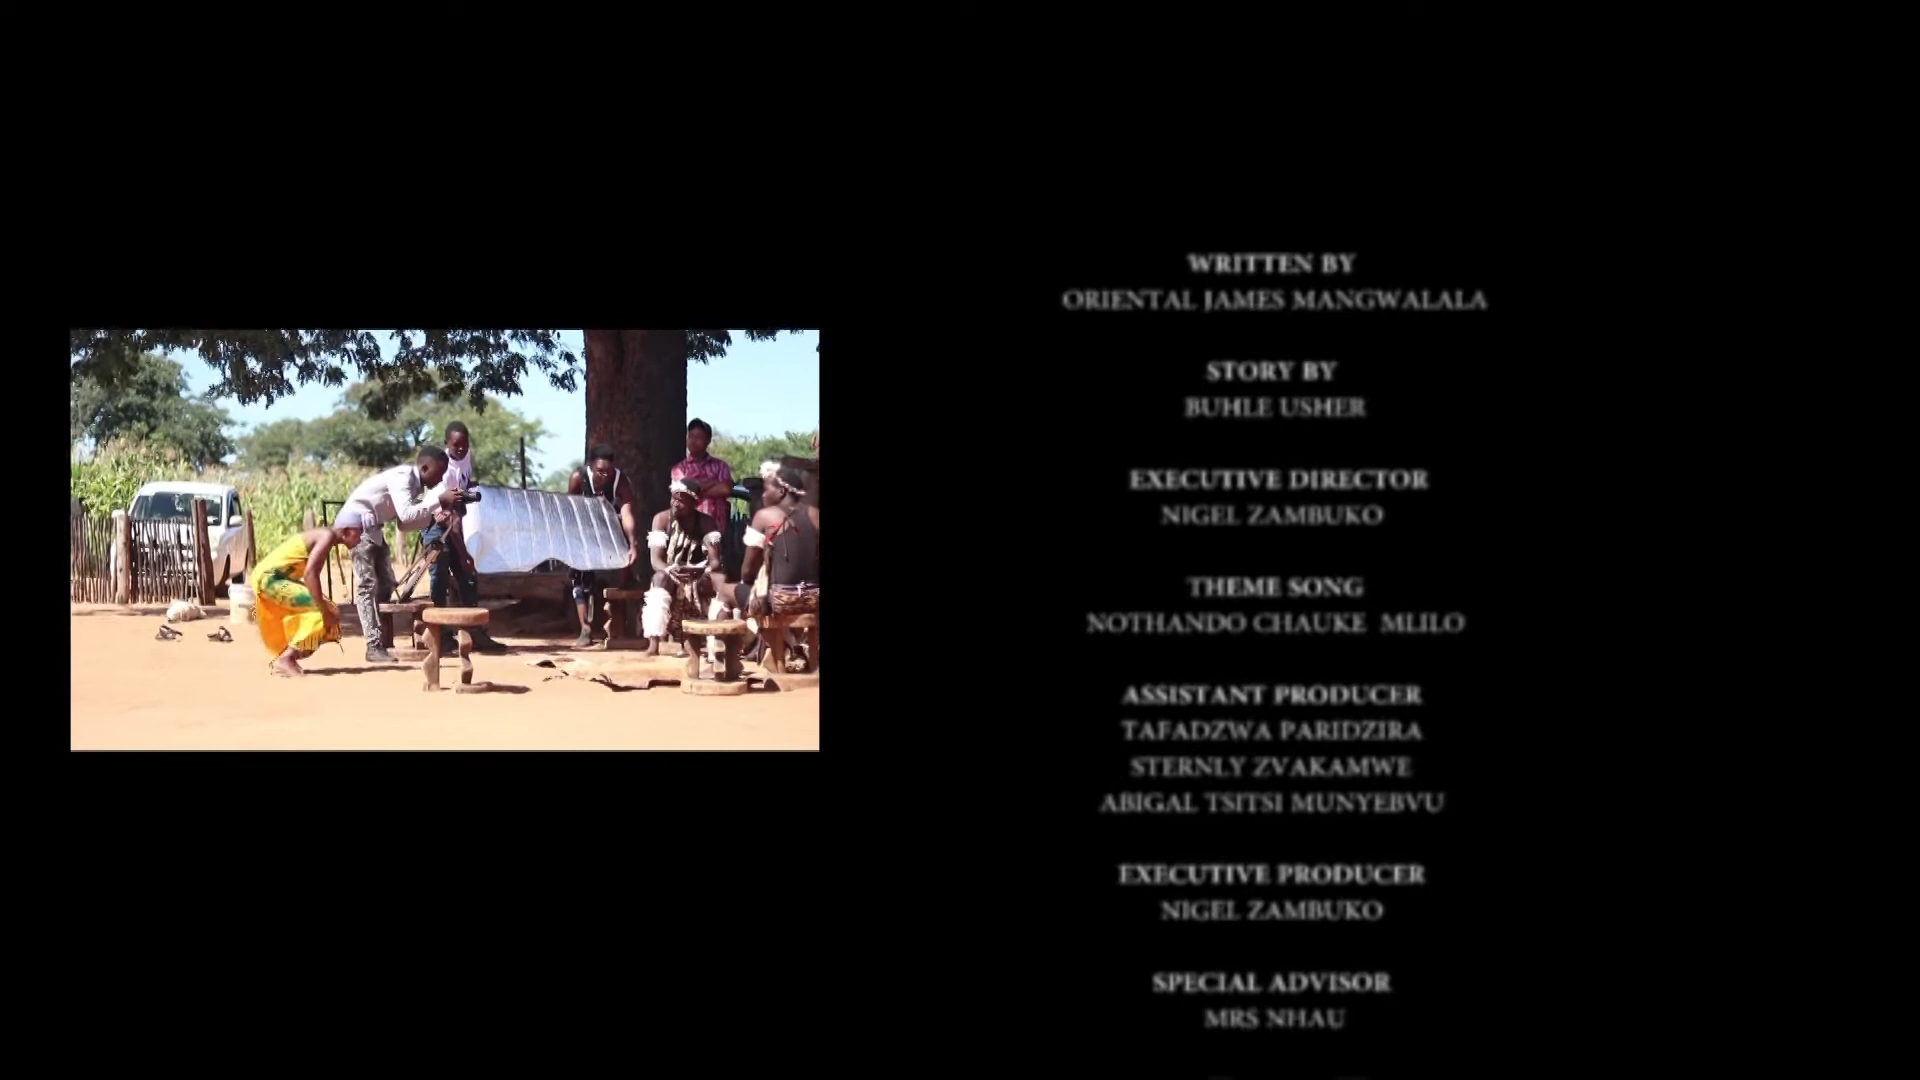 WRITTEN BY
ORIENTAL JAMES MANGWALALA
STORY BY
BUHLE USHER
EXECUTIVE DIRECTOR
NIGEL ZAMBUKO
THEME SONG
NOTHANDO CHAUKE MLILO
ASSISTANT PRODUCER
TAFADZWA PARIDZIRA
STERNLY ZVAKAMWE
ABIGAL TSITSI MUNYEBVU
EXECUTIVE PRODUCER
NIGEL ZAMBUKO
SPECIAL ADVISOR
MRS NHAU